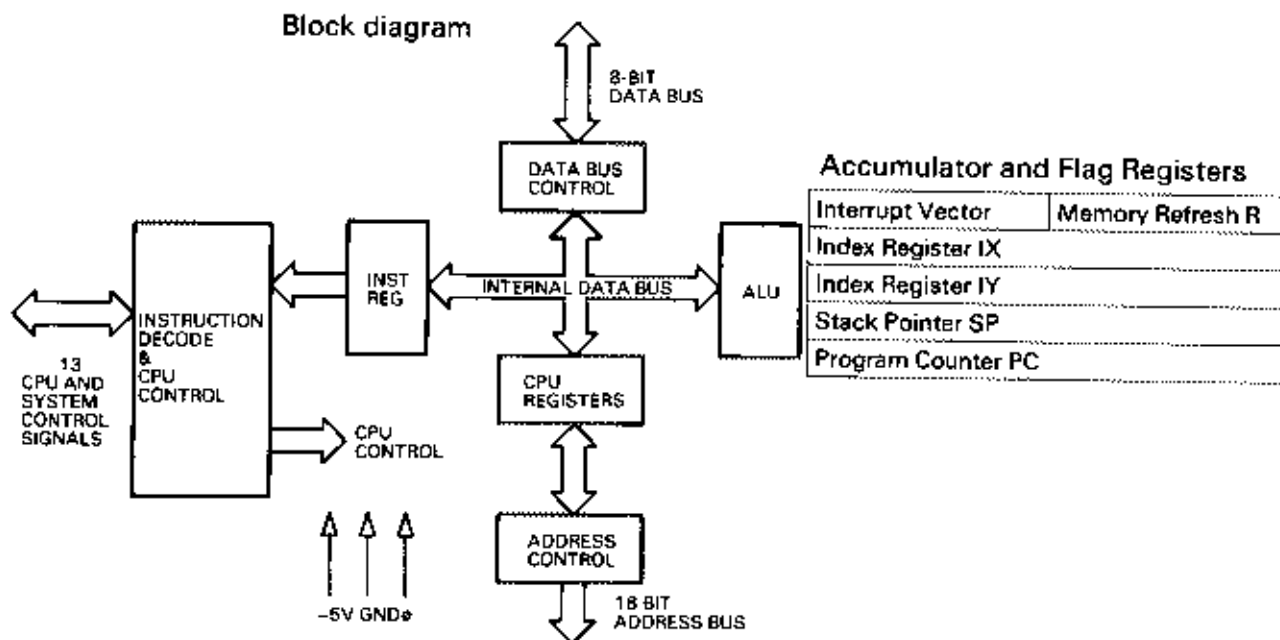 Block diagram
8-BIT
DATA BUS
DATA BUS
CONTROL
Accumulator and Flag Registers
Interrupt Vector Memory Refresh R
Index Register IX
Index Register IY
Stack Pointer SP
Program Counter PC
INST
REG
INTERNAL DATA BUS
ALU
INSTRUCTION
DECODE
&
CPU
CONTROL
13
CPU AND
SYSTEM
CONTROL
SIGNALS
CPU
REGISTERS
CPU
CONTROL
ADDRESS
CONTROL
-5V GND ø
16 BIT
ADDRESS BUS